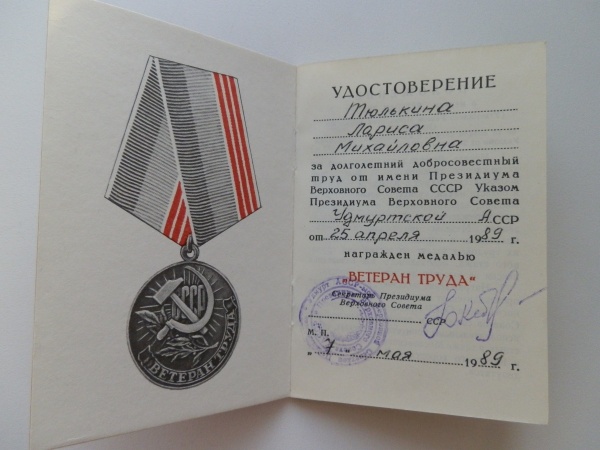 СССР
ВЕТЕРАН ТРУДА
УДОСТОВЕРЕНИЕ
Тюлькина
Лариса
Михайловна
за долголетний добросовестный
труд от имени Президиума
Верховного Совета СССР Указом
Президиума Верховного Совета
Удмуртской АССР
от 25 апреля 1989 г.
награжден медалью
ВЕТЕРАН ТРУДА"
Секретарь Президиума
Верховного Совета
ССР
М. П.
"7" мая 1989 г.